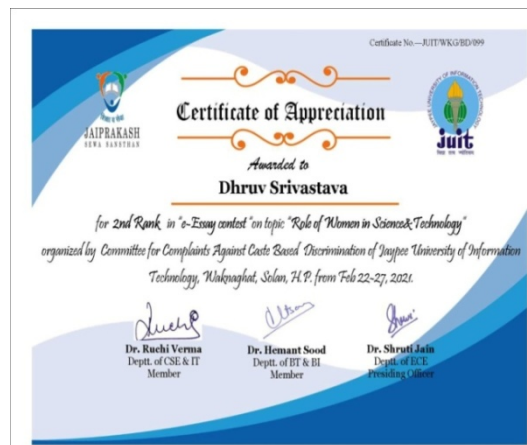 Certificate No.—JUIT/WKG/BD/099
JAIPRAKASH
SEWA SANSTHAN
Certificate of Appreciation
juit
Awarded to
Dhruv Srivastava
for 2nd Rank in "e-Essay contest" on topic "Role of Women in Science& Technology"
organized by Committee for Complaints Against Caste Based Discrimination of Jaypee University of Information
Technology, Waknaghat, Solan, H.P. from Feb 22-27, 2021.
Dr. Ruchi Verma
Deptt. of CSE & IT
Member
Dr. Hemant Sood
Deptt. of BT & BI
Member
Dr. Shruti Jain
Deptt. of ECE
Presiding Officer